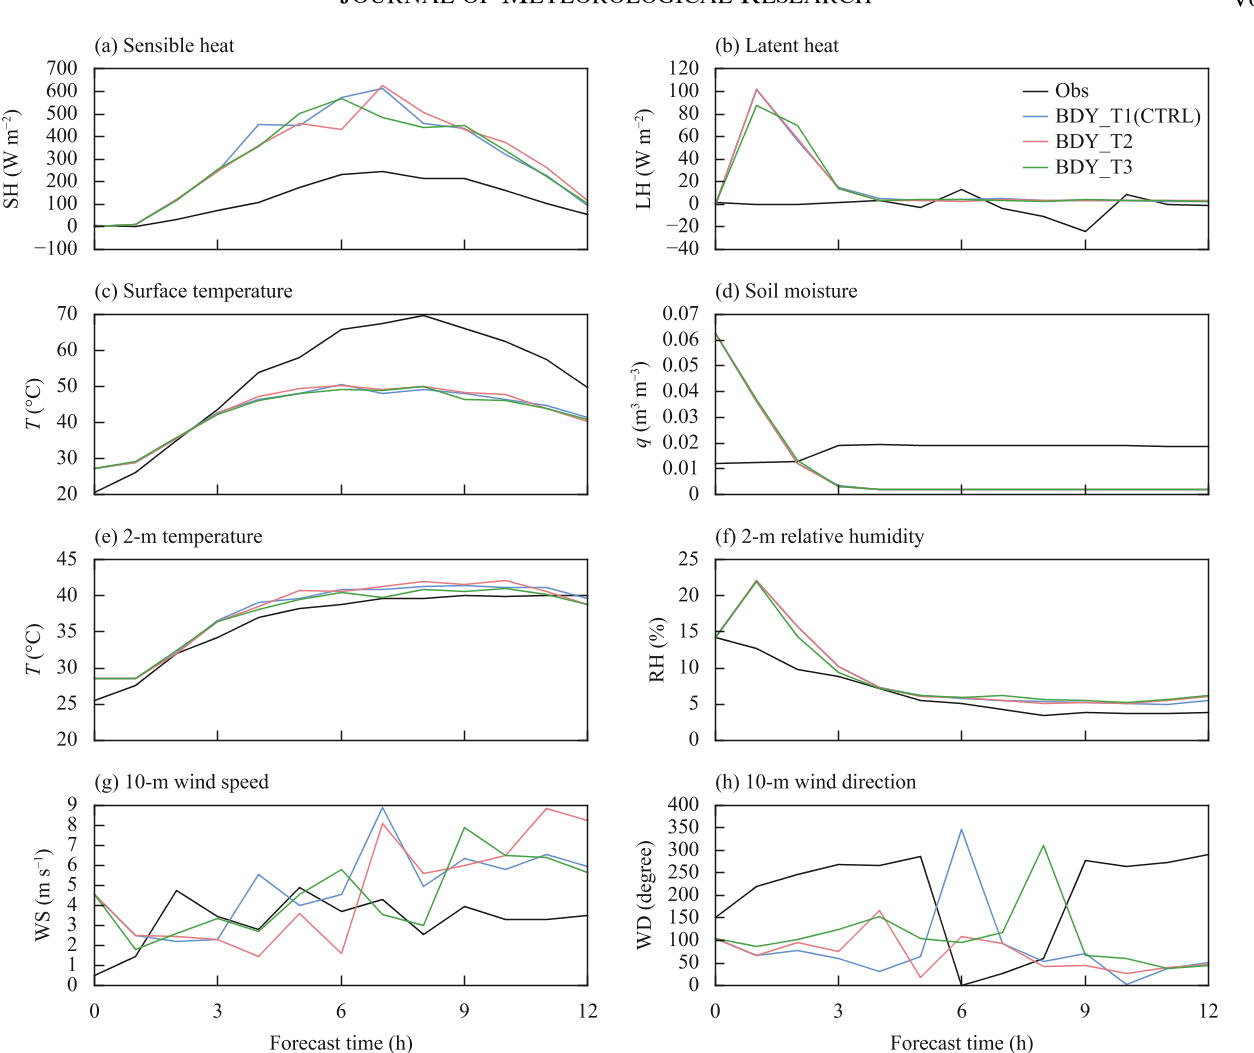 JOURNAL OF METEOROLOGICAL RESEARCH
(a) Sensible heat
700
600
500
400
300
200
100
0
−100
SH (W m⁻²)
(b) Latent heat
120
100
80
60
40
20
0
−20
−40
LH (W m⁻²)
Obs
BDY_T1(CTRL)
BDY_T2
BDY_T3
(c) Surface temperature
70
60
50
40
30
20
T (°C)
(d) Soil moisture
0.07
0.06
0.05
0.04
0.03
0.02
0.01
0
q (m³ m⁻³)
(e) 2-m temperature
45
40
35
30
25
20
T (°C)
(f) 2-m relative humidity
25
20
15
10
5
0
RH (%)
(g) 10-m wind speed
9
8
7
6
5
4
3
2
1
0
WS (m s⁻¹)
0 3 6 9 12
Forecast time (h)
(h) 10-m wind direction
400
350
300
250
200
150
100
50
0
WD (degree)
0 3 6 9 12
Forecast time (h)